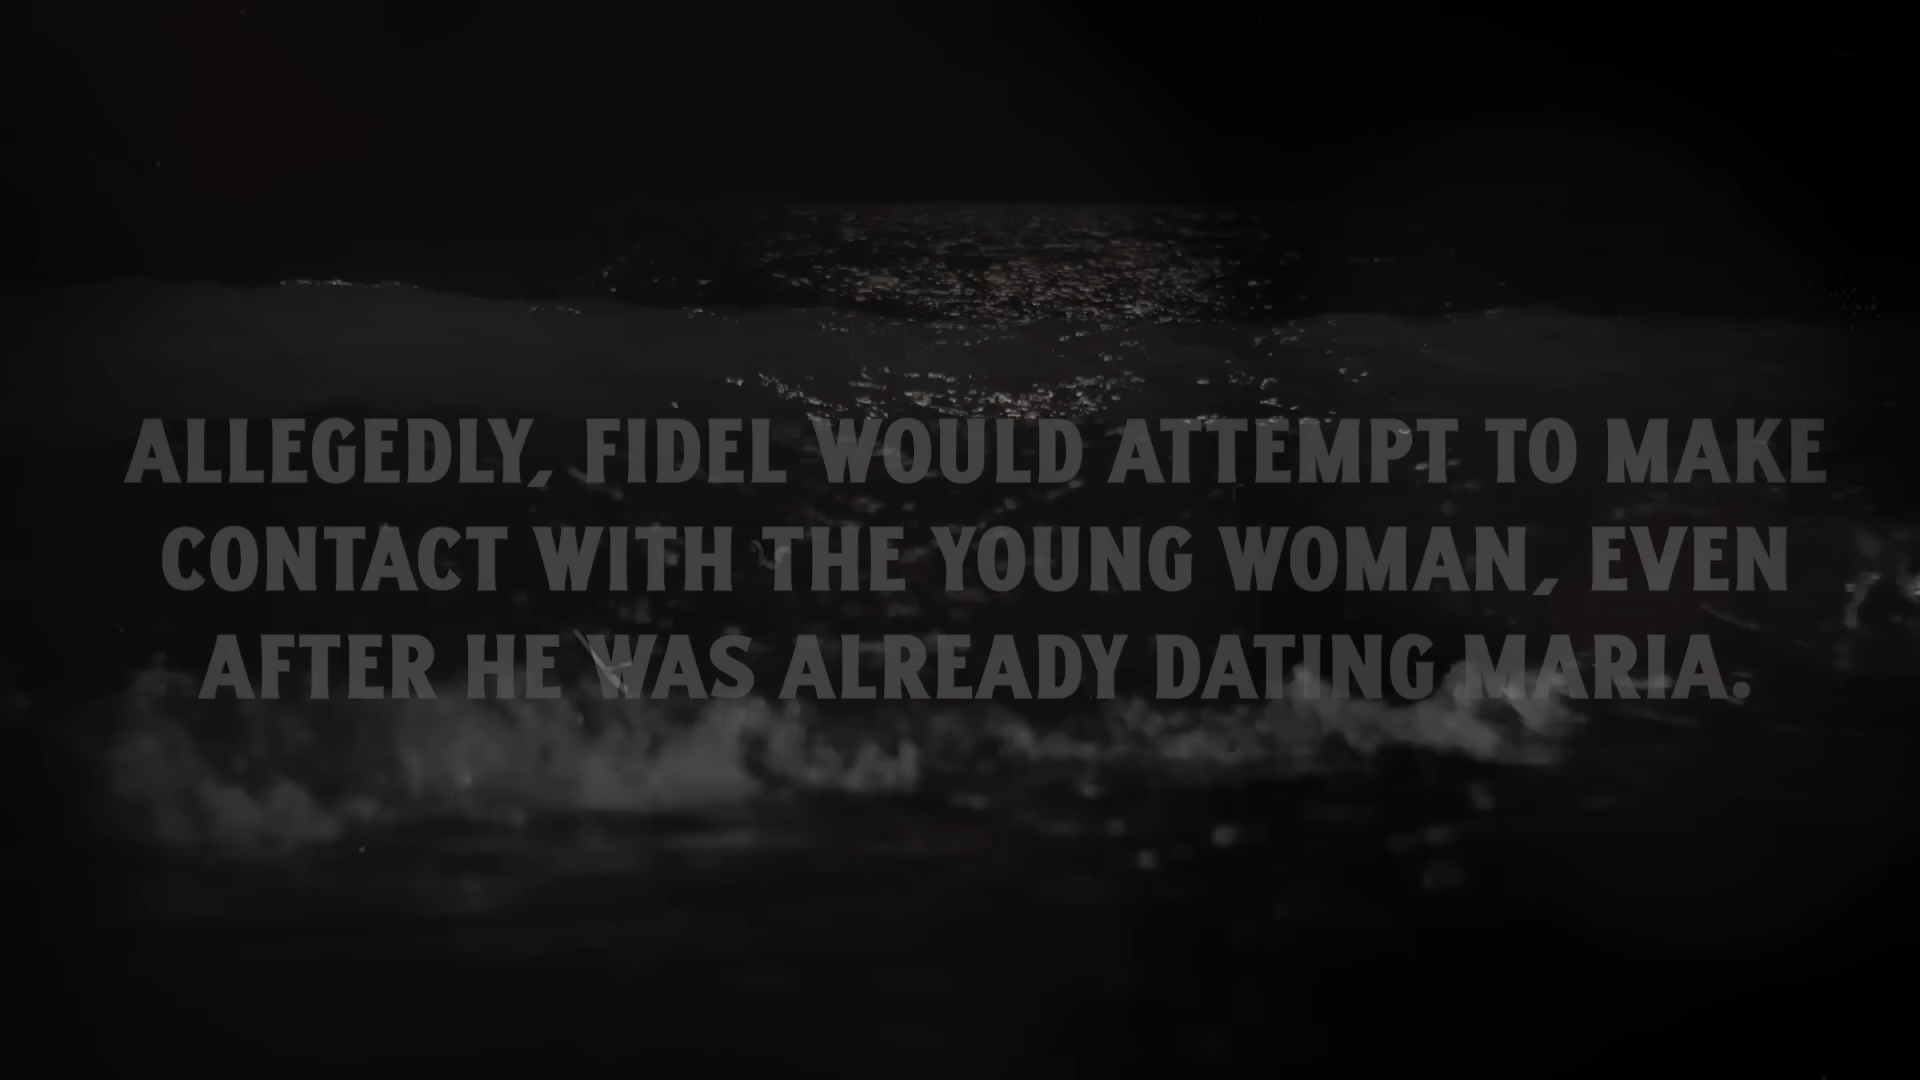 ALLEGEDLY, FIDEL WOULD ATTEMPT TO MAKE
CONTACT WITH THE YOUNG WOMAN, EVEN
AFTER HE WAS ALREADY DATING MARIA.